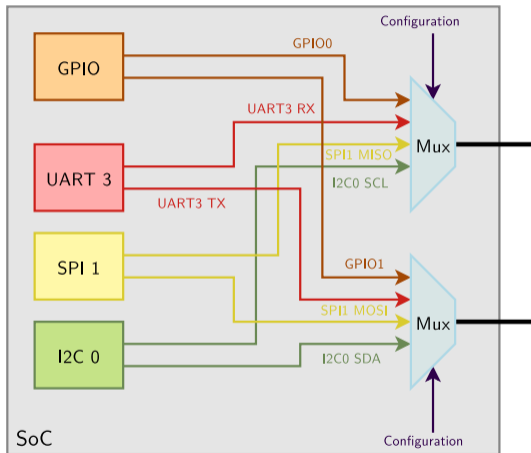 Configuration
GPIO0
GPIO
UART3 RX
Mux
SPI1 MISO
UART 3
I2C0 SCL
UART3 TX
GPIO1
SPI 1
SPI1 MOSI
Mux
I2C 0
I2C0 SDA
SoC
Configuration